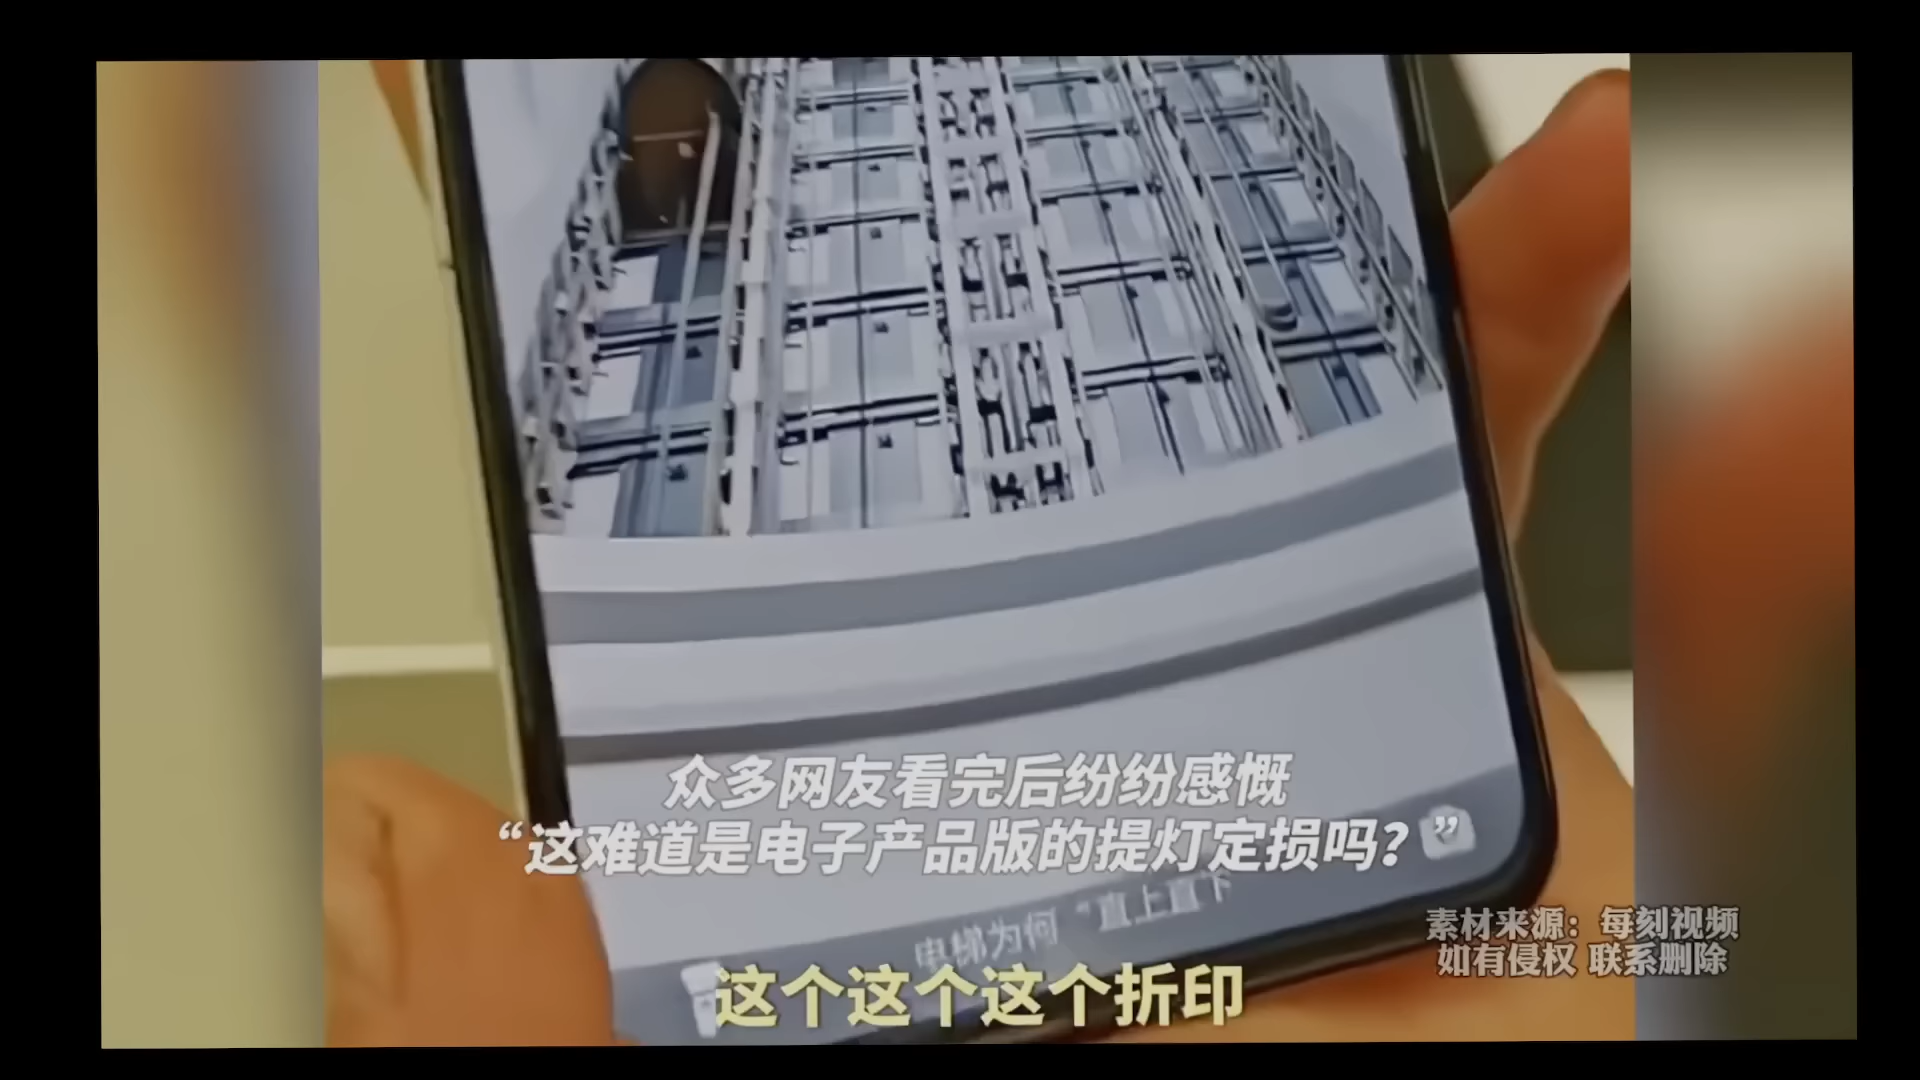 众多网友看完后纷纷感慨
“这难道是电子产品版的提灯定损吗？”
电梯为何“直上直下
素材来源：每刻视频
如有侵权 联系删除
这个这个这个折印